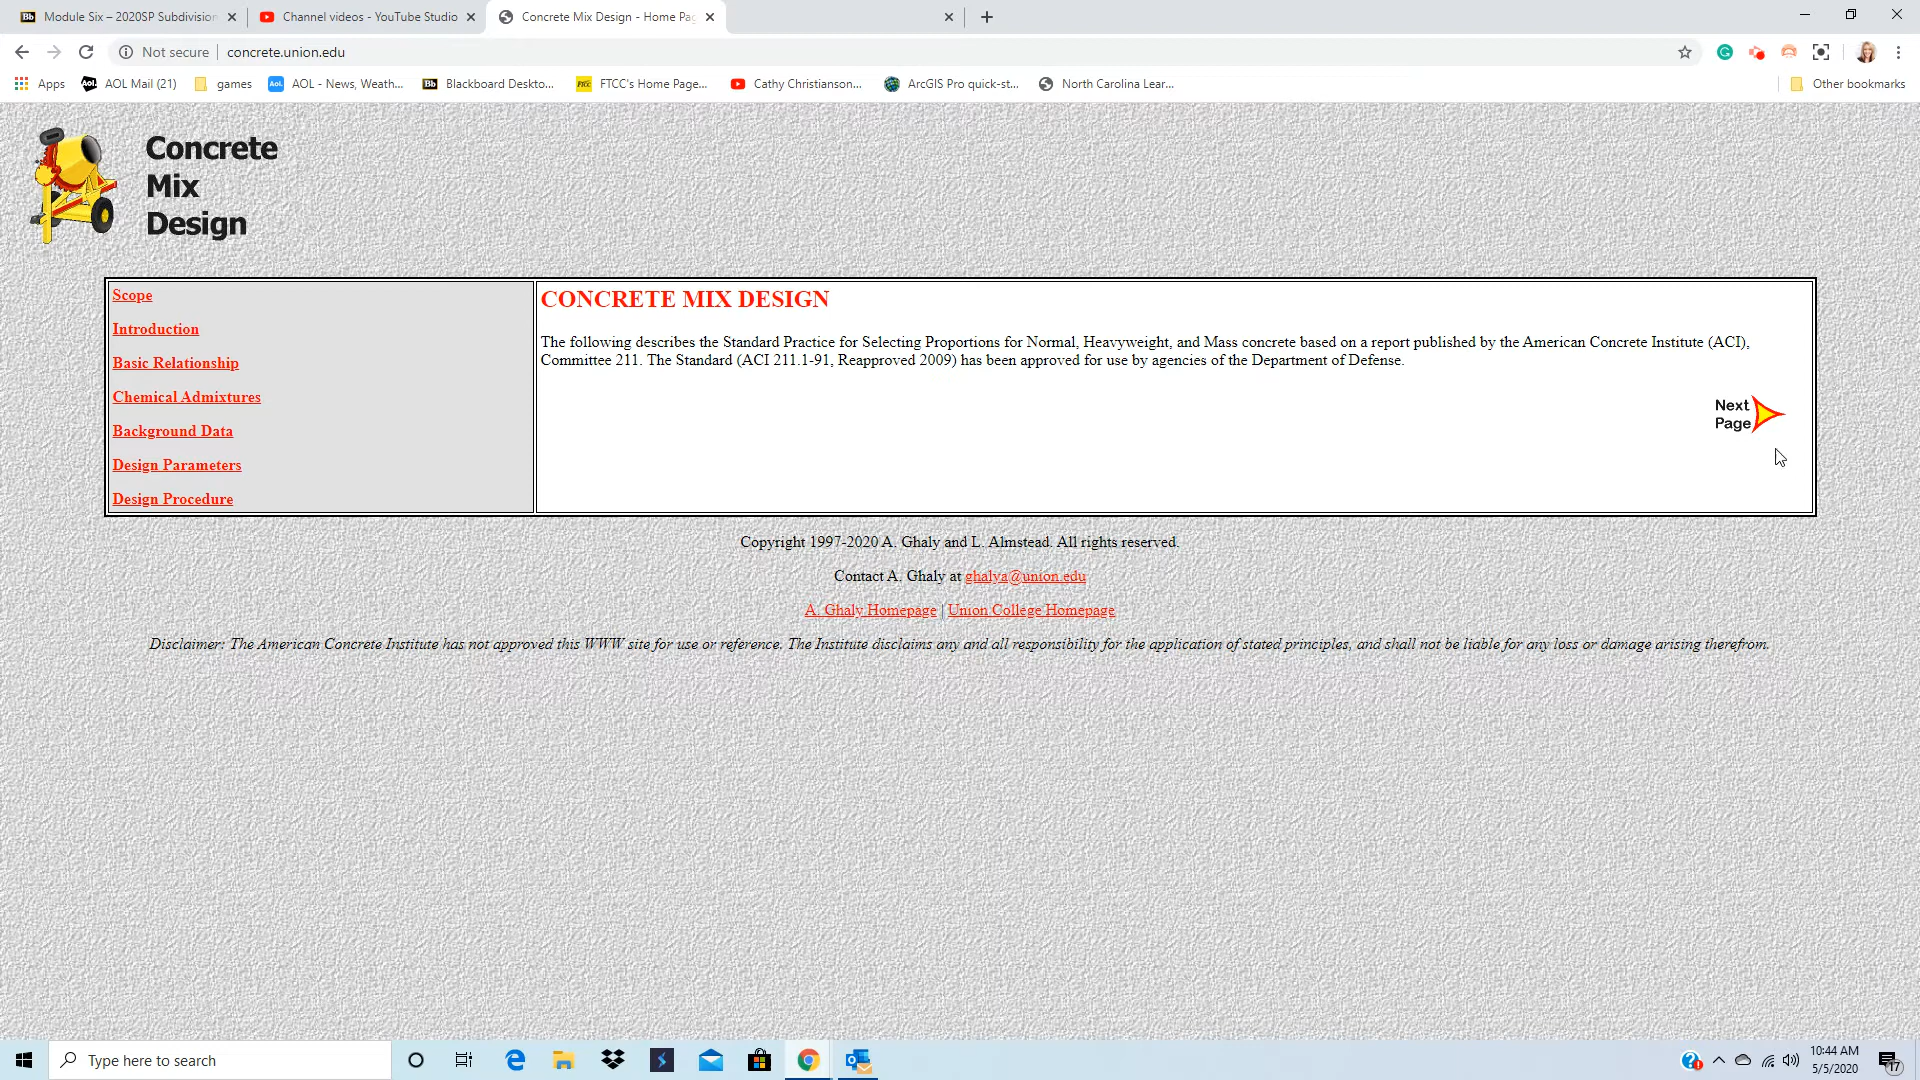 Module Six – 2020SP Subdivision
Channel videos - YouTube Studio
Concrete Mix Design - Home Pag
Not secure
concrete.union.edu
Apps
AOL Mail (21)
games
AOL - News, Weath...
Blackboard Deskto...
FTCC's Home Page...
Cathy Christianson...
ArcGIS Pro quick-st...
North Carolina Lear...
Other bookmarks
Concrete
Mix
Design
Scope
Introduction
Basic Relationship
Chemical Admixtures
Background Data
Design Parameters
Design Procedure
CONCRETE MIX DESIGN
The following describes the Standard Practice for Selecting Proportions for Normal, Heavyweight, and Mass concrete based on a report published by the American Concrete Institute (ACI),
Committee 211. The Standard (ACI 211.1-91, Reapproved 2009) has been approved for use by agencies of the Department of Defense.
Next
Page
Copyright 1997-2020 A. Ghaly and L. Almstead. All rights reserved.
Contact A. Ghaly at ghalya@union.edu
A. Ghaly Homepage | Union College Homepage
Disclaimer: The American Concrete Institute has not approved this WWW site for use or reference. The Institute disclaims any and all responsibility for the application of stated principles, and shall not be liable for any loss or damage arising therefrom.
Type here to search
10:44 AM
5/5/2020
17